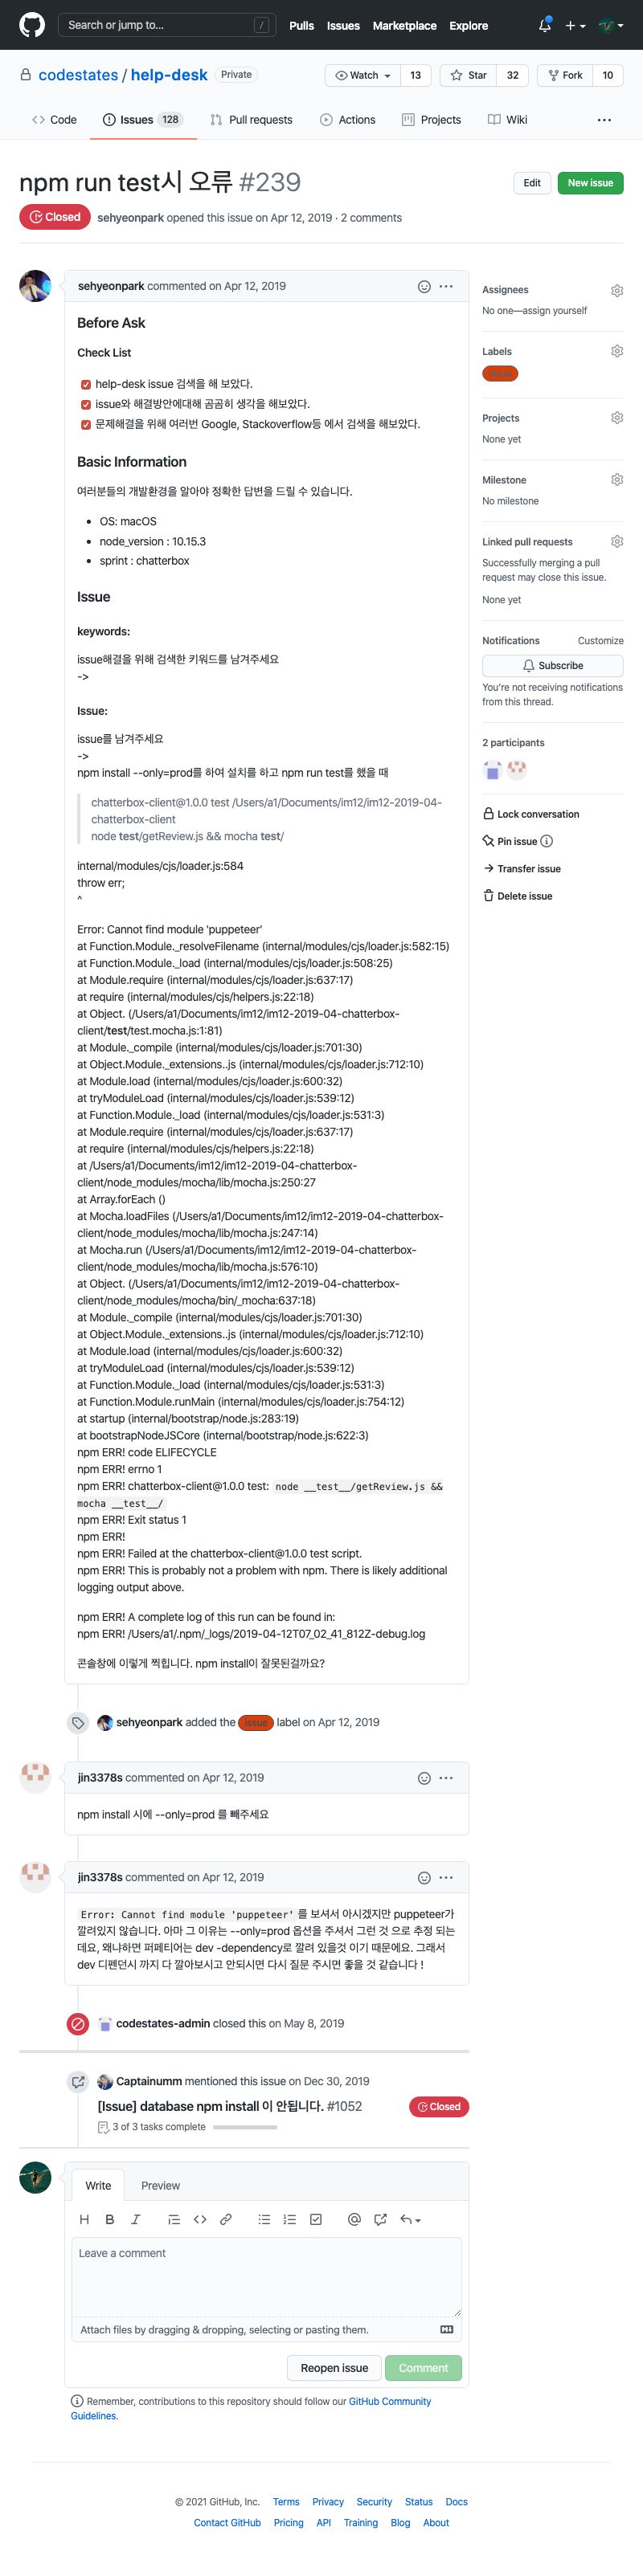 Search or jump to... /
Pulls Issues Marketplace Explore
codestates / help-desk Private
Watch 13 Star 32 Fork 10
Code Issues 128 Pull requests Actions Projects Wiki
npm run test시 오류 #239
Edit New issue
Closed sehyeonpark opened this issue on Apr 12, 2019 · 2 comments
sehyeonpark commented on Apr 12, 2019
Before Ask
Check List
help-desk issue 검색을 해 보았다.
issue와 해결방안에대해 곰곰히 생각을 해보았다.
문제해결을 위해 여러번 Google, Stackoverflow등 에서 검색을 해보았다.
Basic Information
여러분들의 개발환경을 알아야 정확한 답변을 드릴 수 있습니다.
• OS: macOS
• node_version : 10.15.3
• sprint : chatterbox
Issue
keywords:
issue해결을 위해 검색한 키워드를 남겨주세요
->
Issue:
issue를 남겨주세요
->
npm install --only=prod를 하여 설치를 하고 npm run test를 했을 때
chatterbox-client@1.0.0 test /Users/a1/Documents/im12/im12-2019-04-
chatterbox-client
node test/getReview.js && mocha test/
internal/modules/cjs/loader.js:584
throw err;
^
Error: Cannot find module 'puppeteer'
at Function.Module._resolveFilename (internal/modules/cjs/loader.js:582:15)
at Function.Module._load (internal/modules/cjs/loader.js:508:25)
at Module.require (internal/modules/cjs/loader.js:637:17)
at require (internal/modules/cjs/helpers.js:22:18)
at Object. (/Users/a1/Documents/im12/im12-2019-04-chatterbox-
client/test/test.mocha.js:1:81)
at Module._compile (internal/modules/cjs/loader.js:701:30)
at Object.Module._extensions..js (internal/modules/cjs/loader.js:712:10)
at Module.load (internal/modules/cjs/loader.js:600:32)
at tryModuleLoad (internal/modules/cjs/loader.js:539:12)
at Function.Module._load (internal/modules/cjs/loader.js:531:3)
at Module.require (internal/modules/cjs/loader.js:637:17)
at require (internal/modules/cjs/helpers.js:22:18)
at /Users/a1/Documents/im12/im12-2019-04-chatterbox-
client/node_modules/mocha/lib/mocha.js:250:27
at Array.forEach ()
at Mocha.loadFiles (/Users/a1/Documents/im12/im12-2019-04-chatterbox-
client/node_modules/mocha/lib/mocha.js:247:14)
at Mocha.run (/Users/a1/Documents/im12/im12-2019-04-chatterbox-
client/node_modules/mocha/lib/mocha.js:576:10)
at Object. (/Users/a1/Documents/im12/im12-2019-04-chatterbox-
client/node_modules/mocha/bin/_mocha:637:18)
at Module._compile (internal/modules/cjs/loader.js:701:30)
at Object.Module._extensions..js (internal/modules/cjs/loader.js:712:10)
at Module.load (internal/modules/cjs/loader.js:600:32)
at tryModuleLoad (internal/modules/cjs/loader.js:539:12)
at Function.Module._load (internal/modules/cjs/loader.js:531:3)
at Function.Module.runMain (internal/modules/cjs/loader.js:754:12)
at startup (internal/bootstrap/node.js:283:19)
at bootstrapNodeJSCore (internal/bootstrap/node.js:622:3)
npm ERR! code ELIFECYCLE
npm ERR! errno 1
npm ERR! chatterbox-client@1.0.0 test: node __test__/getReview.js &&
mocha __test__/
npm ERR! Exit status 1
npm ERR!
npm ERR! Failed at the chatterbox-client@1.0.0 test script.
npm ERR! This is probably not a problem with npm. There is likely additional
logging output above.
npm ERR! A complete log of this run can be found in:
npm ERR! /Users/a1/.npm/_logs/2019-04-12T07_02_41_812Z-debug.log
콘솔창에 이렇게 찍힙니다. npm install이 잘못된걸까요?
Assignees
No one—assign yourself
Labels
issue
Projects
None yet
Milestone
No milestone
Linked pull requests
Successfully merging a pull
request may close this issue.
None yet
Notifications Customize
Subscribe
You're not receiving notifications
from this thread.
2 participants
Lock conversation
Pin issue
Transfer issue
Delete issue
sehyeonpark added the issue label on Apr 12, 2019
jin3378s commented on Apr 12, 2019
npm install 시에 --only=prod 를 빼주세요
jin3378s commented on Apr 12, 2019
Error: Cannot find module 'puppeteer' 를 보셔서 아시겠지만 puppeteer가
깔려있지 않습니다. 아마 그 이유는 --only=prod 옵션을 주셔서 그런 것 으로 추정 되는
데요, 왜냐하면 퍼페티어는 dev -dependency로 깔려 있을것 이기 때문에요. 그래서
dev 디펜던시 까지 다 깔아보시고 안되시면 다시 질문 주시면 좋을 것 같습니다 !
codestates-admin closed this on May 8, 2019
Captainumm mentioned this issue on Dec 30, 2019
[Issue] database npm install 이 안됩니다. #1052
Closed
3 of 3 tasks complete
Write Preview
Leave a comment
Attach files by dragging & dropping, selecting or pasting them.
Reopen issue Comment
Remember, contributions to this repository should follow our GitHub Community
Guidelines.
© 2021 GitHub, Inc. Terms Privacy Security Status Docs
Contact GitHub Pricing API Training Blog About